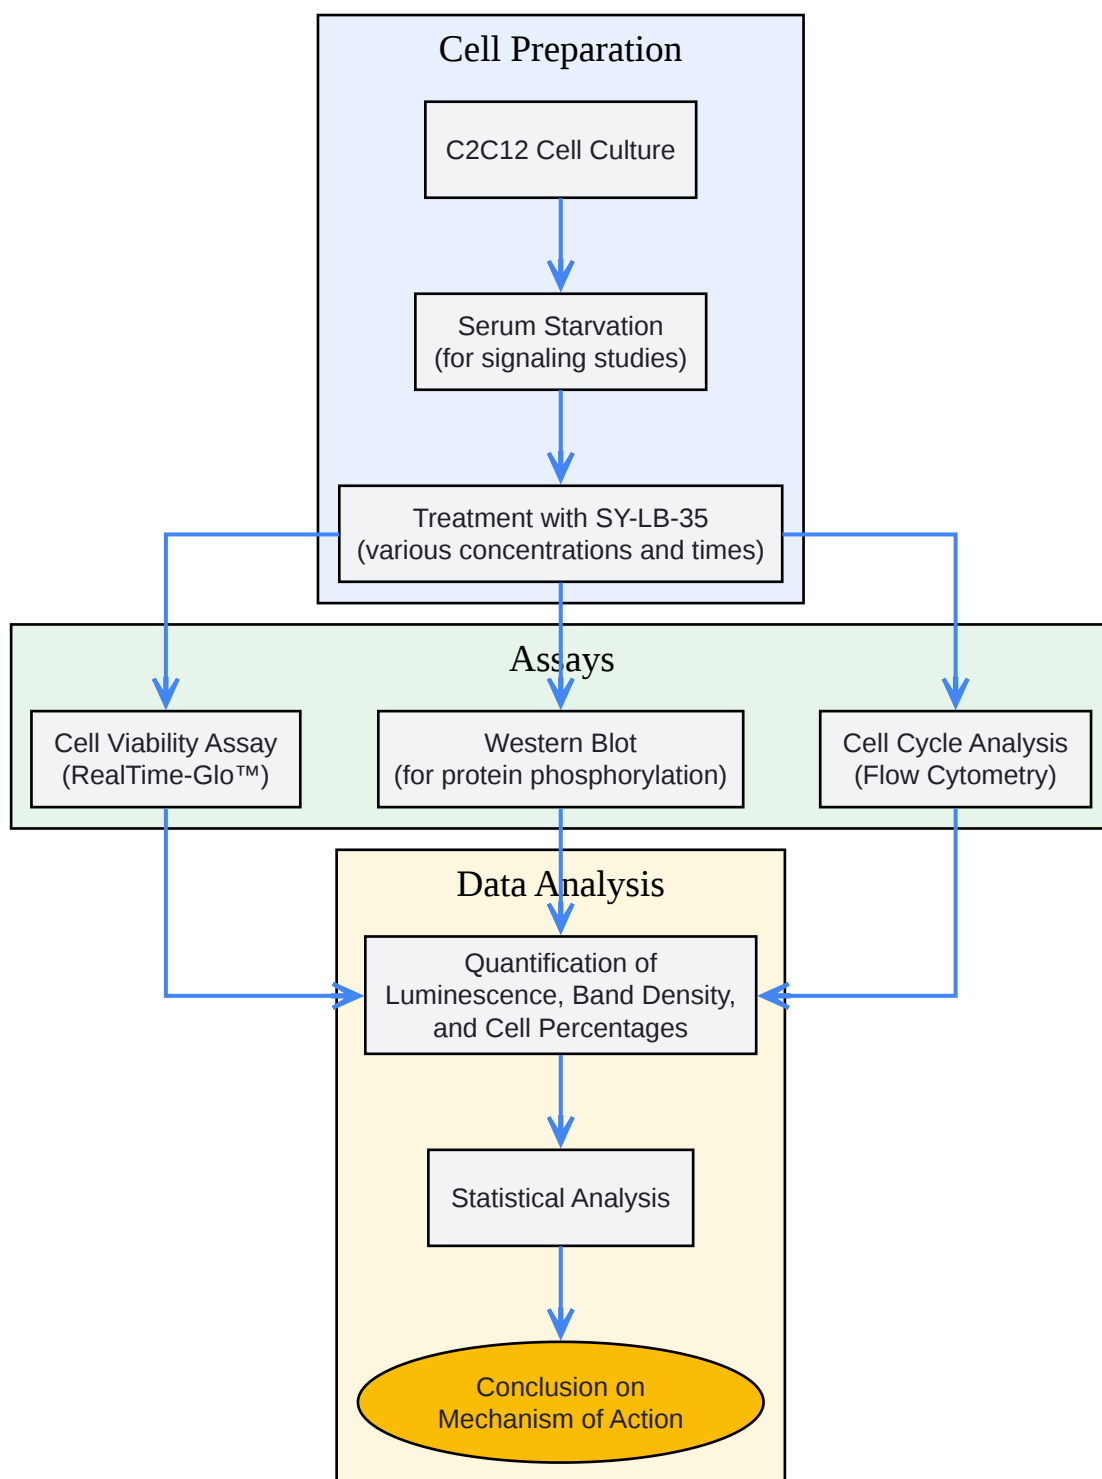 Cell Preparation
C2C12 Cell Culture
Serum Starvation
(for signaling studies)
Treatment with SY-LB-35
(various concentrations and times)
Assays
Cell Viability Assay
(RealTime-Glo™)
Western Blot
(for protein phosphorylation)
Cell Cycle Analysis
(Flow Cytometry)
Data Analysis
Quantification of
Luminescence, Band Density,
and Cell Percentages
Statistical Analysis
Conclusion on
Mechanism of Action